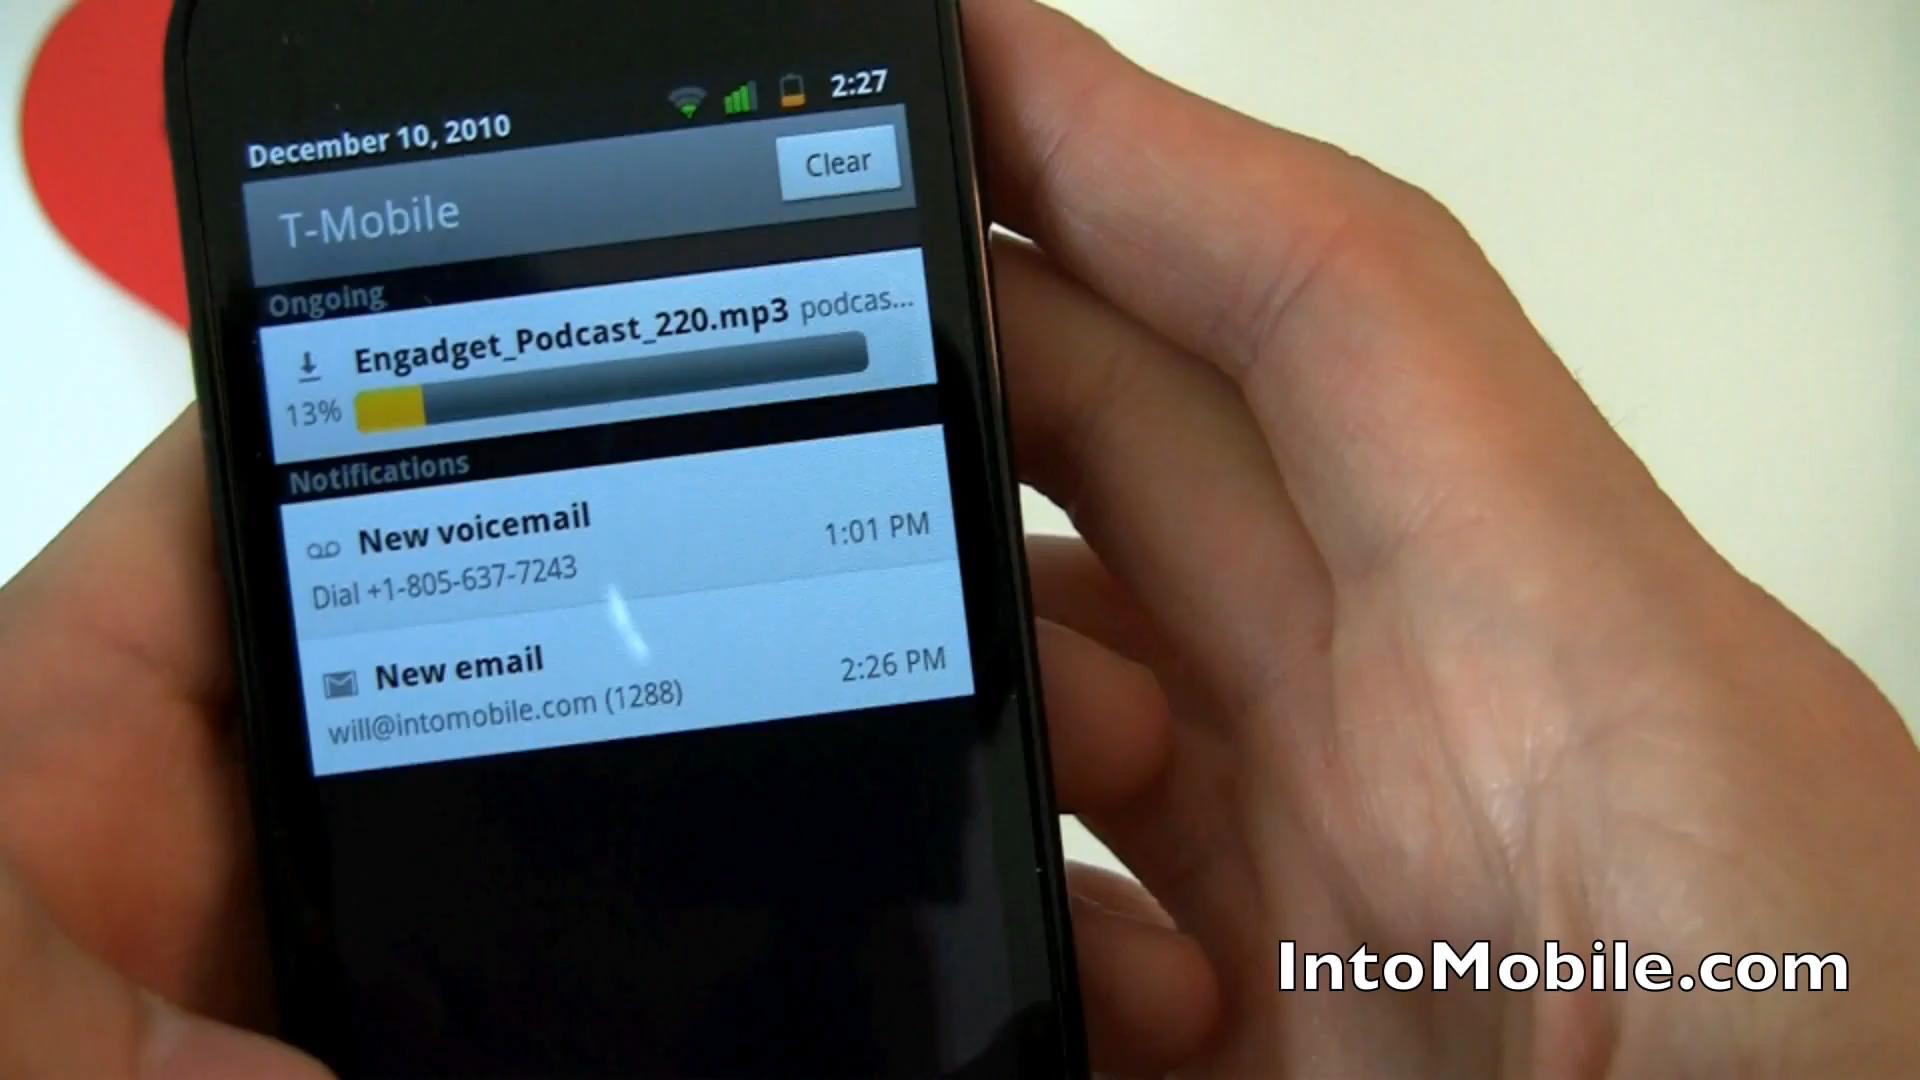 2:27
December 10, 2010
Clear
T-Mobile
Ongoing
Engadget_Podcast_220.mp3 podcas...
13%
Notifications
New voicemail
1:01 PM
Dial +1-805-637-7243
New email
2:26 PM
will@intomobile.com (1288)
IntoMobile.com